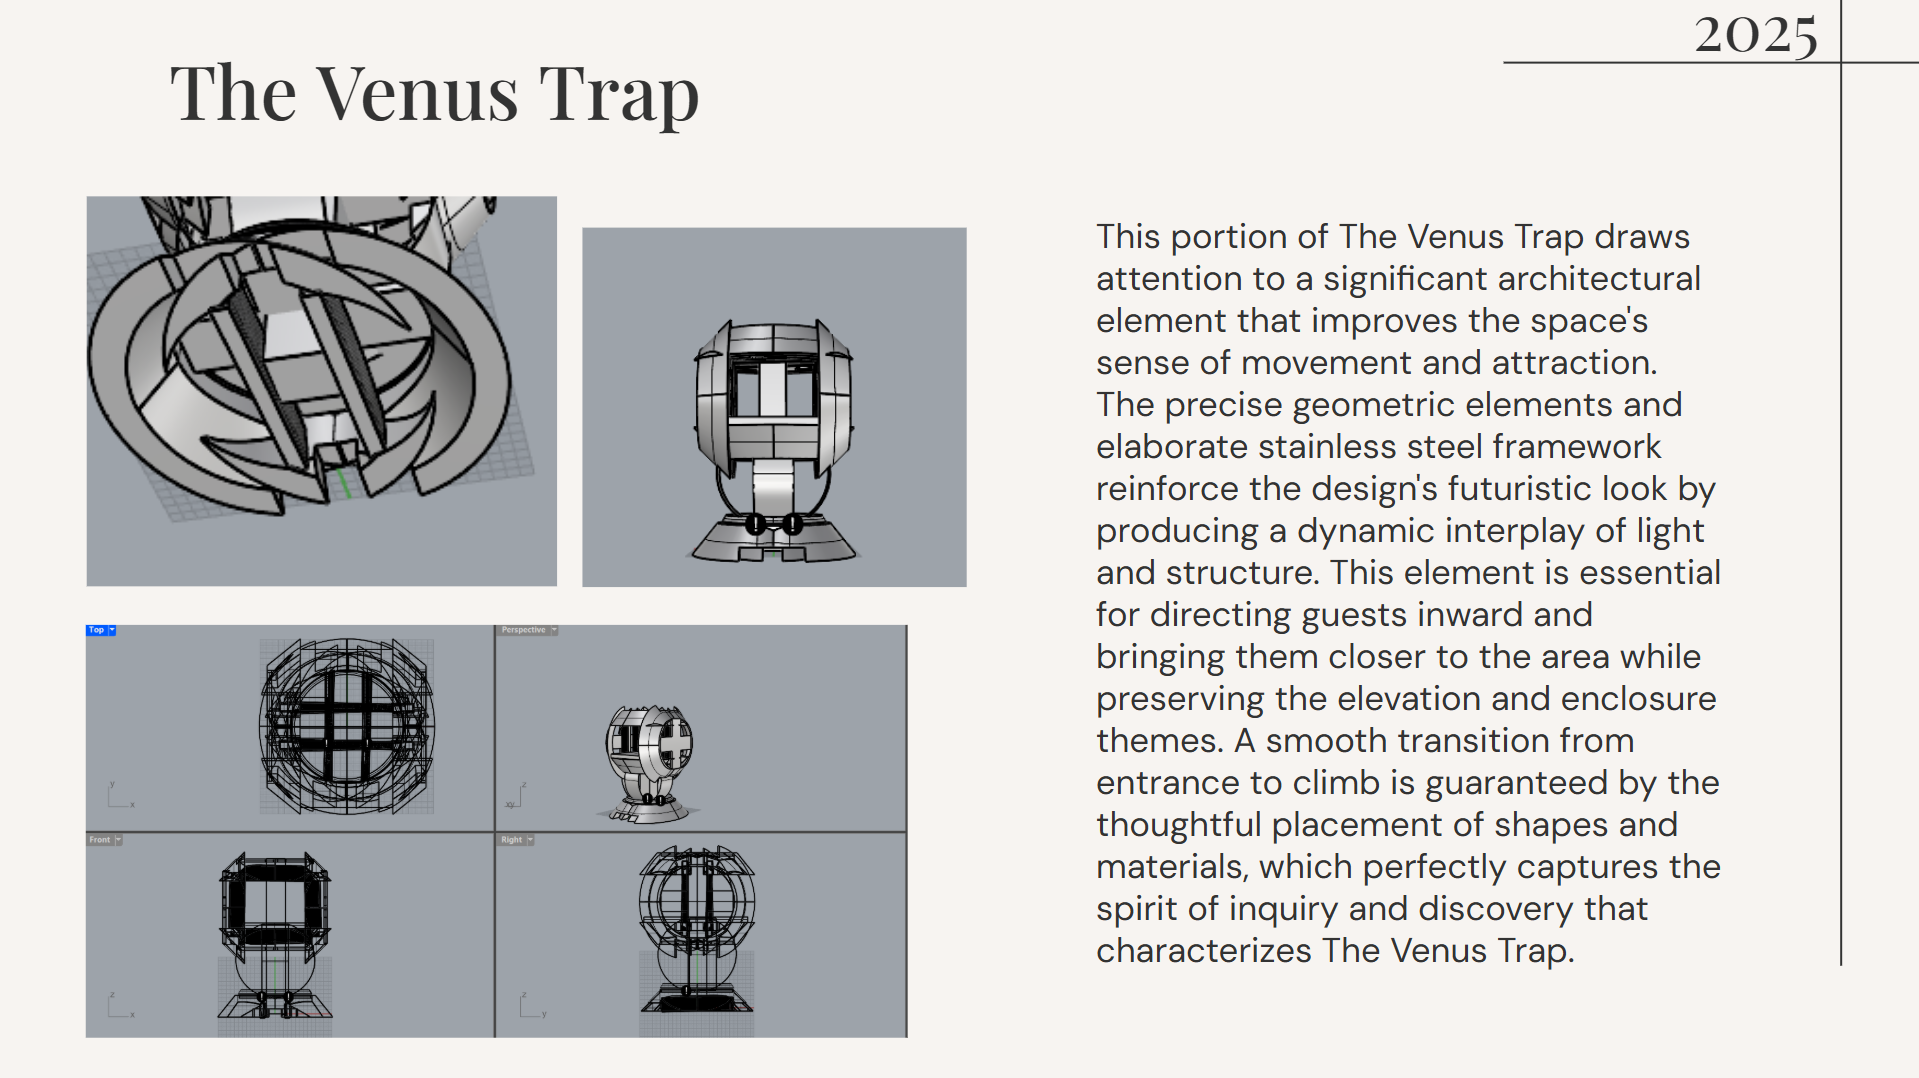 2025
The Venus Trap
This portion of The Venus Trap draws
attention to a significant architectural
element that improves the space's
sense of movement and attraction.
The precise geometric elements and
elaborate stainless steel framework
reinforce the design's futuristic look by
producing a dynamic interplay of light
and structure. This element is essential
for directing guests inward and
bringing them closer to the area while
preserving the elevation and enclosure
themes. A smooth transition from
entrance to climb is guaranteed by the
thoughtful placement of shapes and
materials, which perfectly captures the
spirit of inquiry and discovery that
characterizes The Venus Trap.
Top
y
x
Perspective
z
xy
Front
z
x
Right
z
y